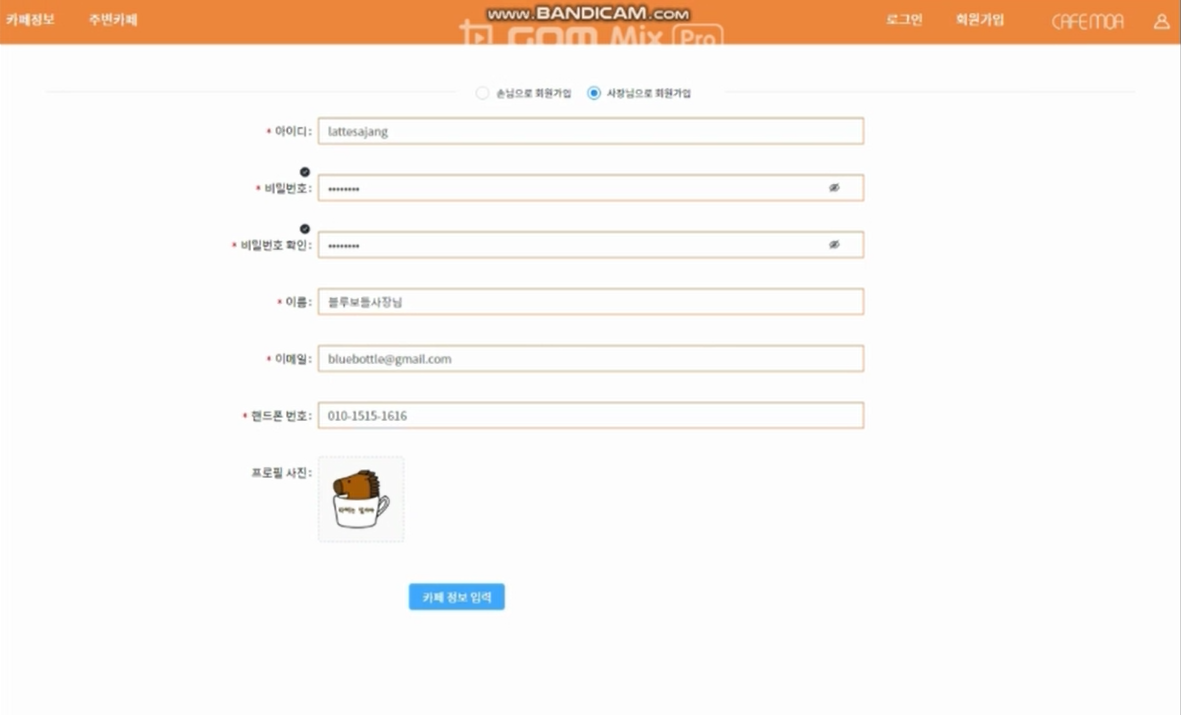 카페정보 주변카페 www.BANDICAM.com 로그인 회원가입 CAFE MOA
GOM Mix Pro
손님으로 회원가입 사장님으로 회원가입
* 아이디: lattesajang
* 비밀번호: ••••••••
* 비밀번호 확인: ••••••••
* 이름: 블루보틀사장님
* 이메일: bluebottle@gmail.com
* 핸드폰 번호: 010-1515-1616
프로필 사진:
카페 정보 입력